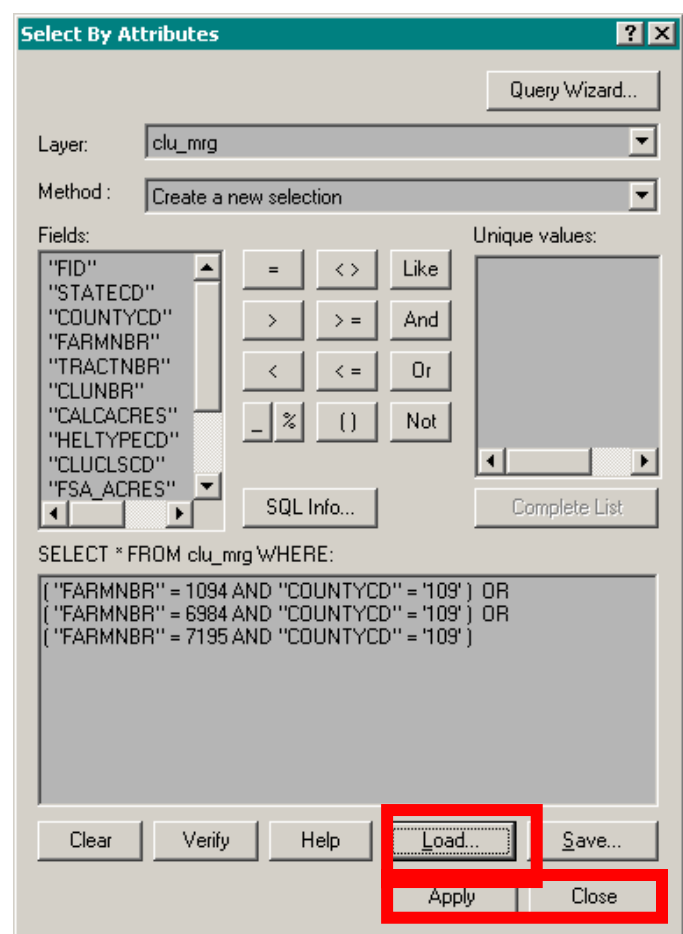 Select By Attributes ? X
Query Wizard...
Layer: clu_mrg
Method : Create a new selection
Fields:
Unique values:
"FID"
"STATECD"
"COUNTYCD"
"FARMNBR"
"TRACTNBR"
"CLUNBR"
"CALCACRES"
"HELTYPECD"
"CLUCLSCD"
"FSA_ACRES"
= <> Like
> >= And
< <= Or
_ % () Not
SQL Info...
Complete List
SELECT * FROM clu_mrg WHERE:
( "FARMNBR" = 1094 AND "COUNTYCD" = '109' ) OR
( "FARMNBR" = 6984 AND "COUNTYCD" = '109' ) OR
( "FARMNBR" = 7195 AND "COUNTYCD" = '109' )
Clear Verify Help Load... Save...
Apply Close